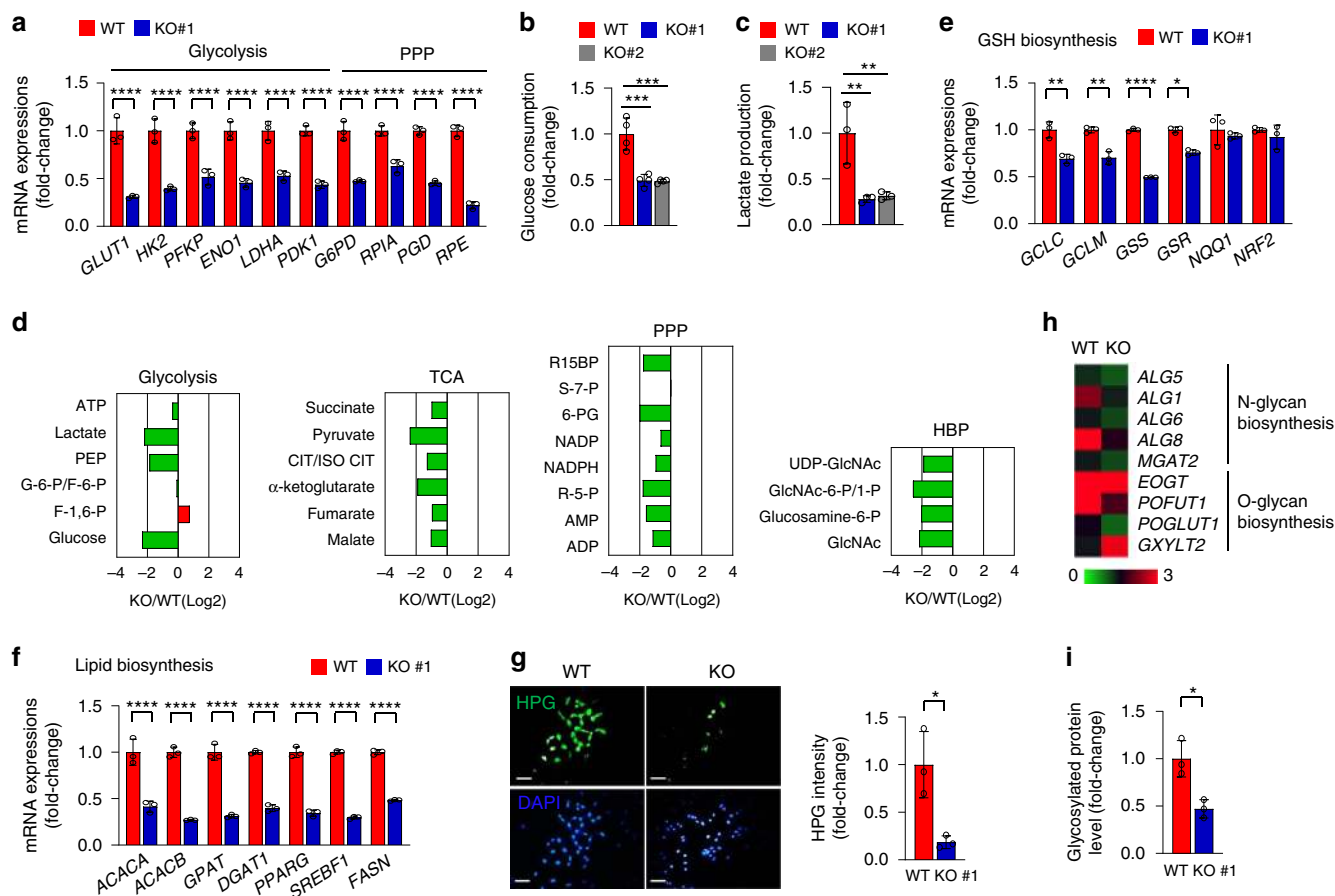 a
WT KO#1
Glycolysis PPP
**** **** **** **** **** **** **** **** **** ****
mRNA expressions
(fold-change)
1.5
1.0
0.5
0.0
GLUT1 HK2 PFKP ENO1 LDHA PDK1 G6PD RPIA PGD RPE
b
WT KO#1
KO#2
***
***
Glucose consumption
(fold-change)
1.5
1.0
0.5
0.0
c
WT KO#1
KO#2
**
**
Lactate production
(fold-change)
1.5
1.0
0.5
0.0
e
GSH biosynthesis WT KO#1
** ** **** *
mRNA expressions
(fold-change)
1.5
1.0
0.5
0.0
GCLC GCLM GSS GSR NQQ1 NRF2
d
Glycolysis
ATP
Lactate
PEP
G-6-P/F-6-P
F-1,6-P
Glucose
–4 –2 0 2 4
KO/WT(Log2)
TCA
Succinate
Pyruvate
CIT/ISO CIT
α-ketoglutarate
Fumarate
Malate
–4 –2 0 2 4
KO/WT(Log2)
PPP
–4 –2 0 2 4
R15BP
S-7-P
6-PG
NADP
NADPH
R-5-P
AMP
ADP
–4 –2 0 2 4
KO/WT(Log2)
HBP
UDP-GlcNAc
GlcNAc-6-P/1-P
Glucosamine-6-P
GlcNAc
–4 –2 0 2 4
KO/WT(Log2)
h
WT KO
ALG5
ALG1
ALG6
ALG8
MGAT2
EOGT
POFUT1
POGLUT1
GXYLT2
N-glycan
biosynthesis
O-glycan
biosynthesis
0 3
f
Lipid biosynthesis WT KO #1
**** **** **** **** **** **** ****
mRNA expressions
(fold-change)
1.5
1.0
0.5
0.0
ACACA ACACB GPAT DGAT1 PPARG SREBF1 FASN
g
WT KO
HPG
DAPI
*
HPG intensity
(fold-change)
1.5
1.0
0.5
0.0
WT KO #1
i
*
Glycosylated protein
level (fold-change)
1.5
1.0
0.5
0.0
WT KO #1